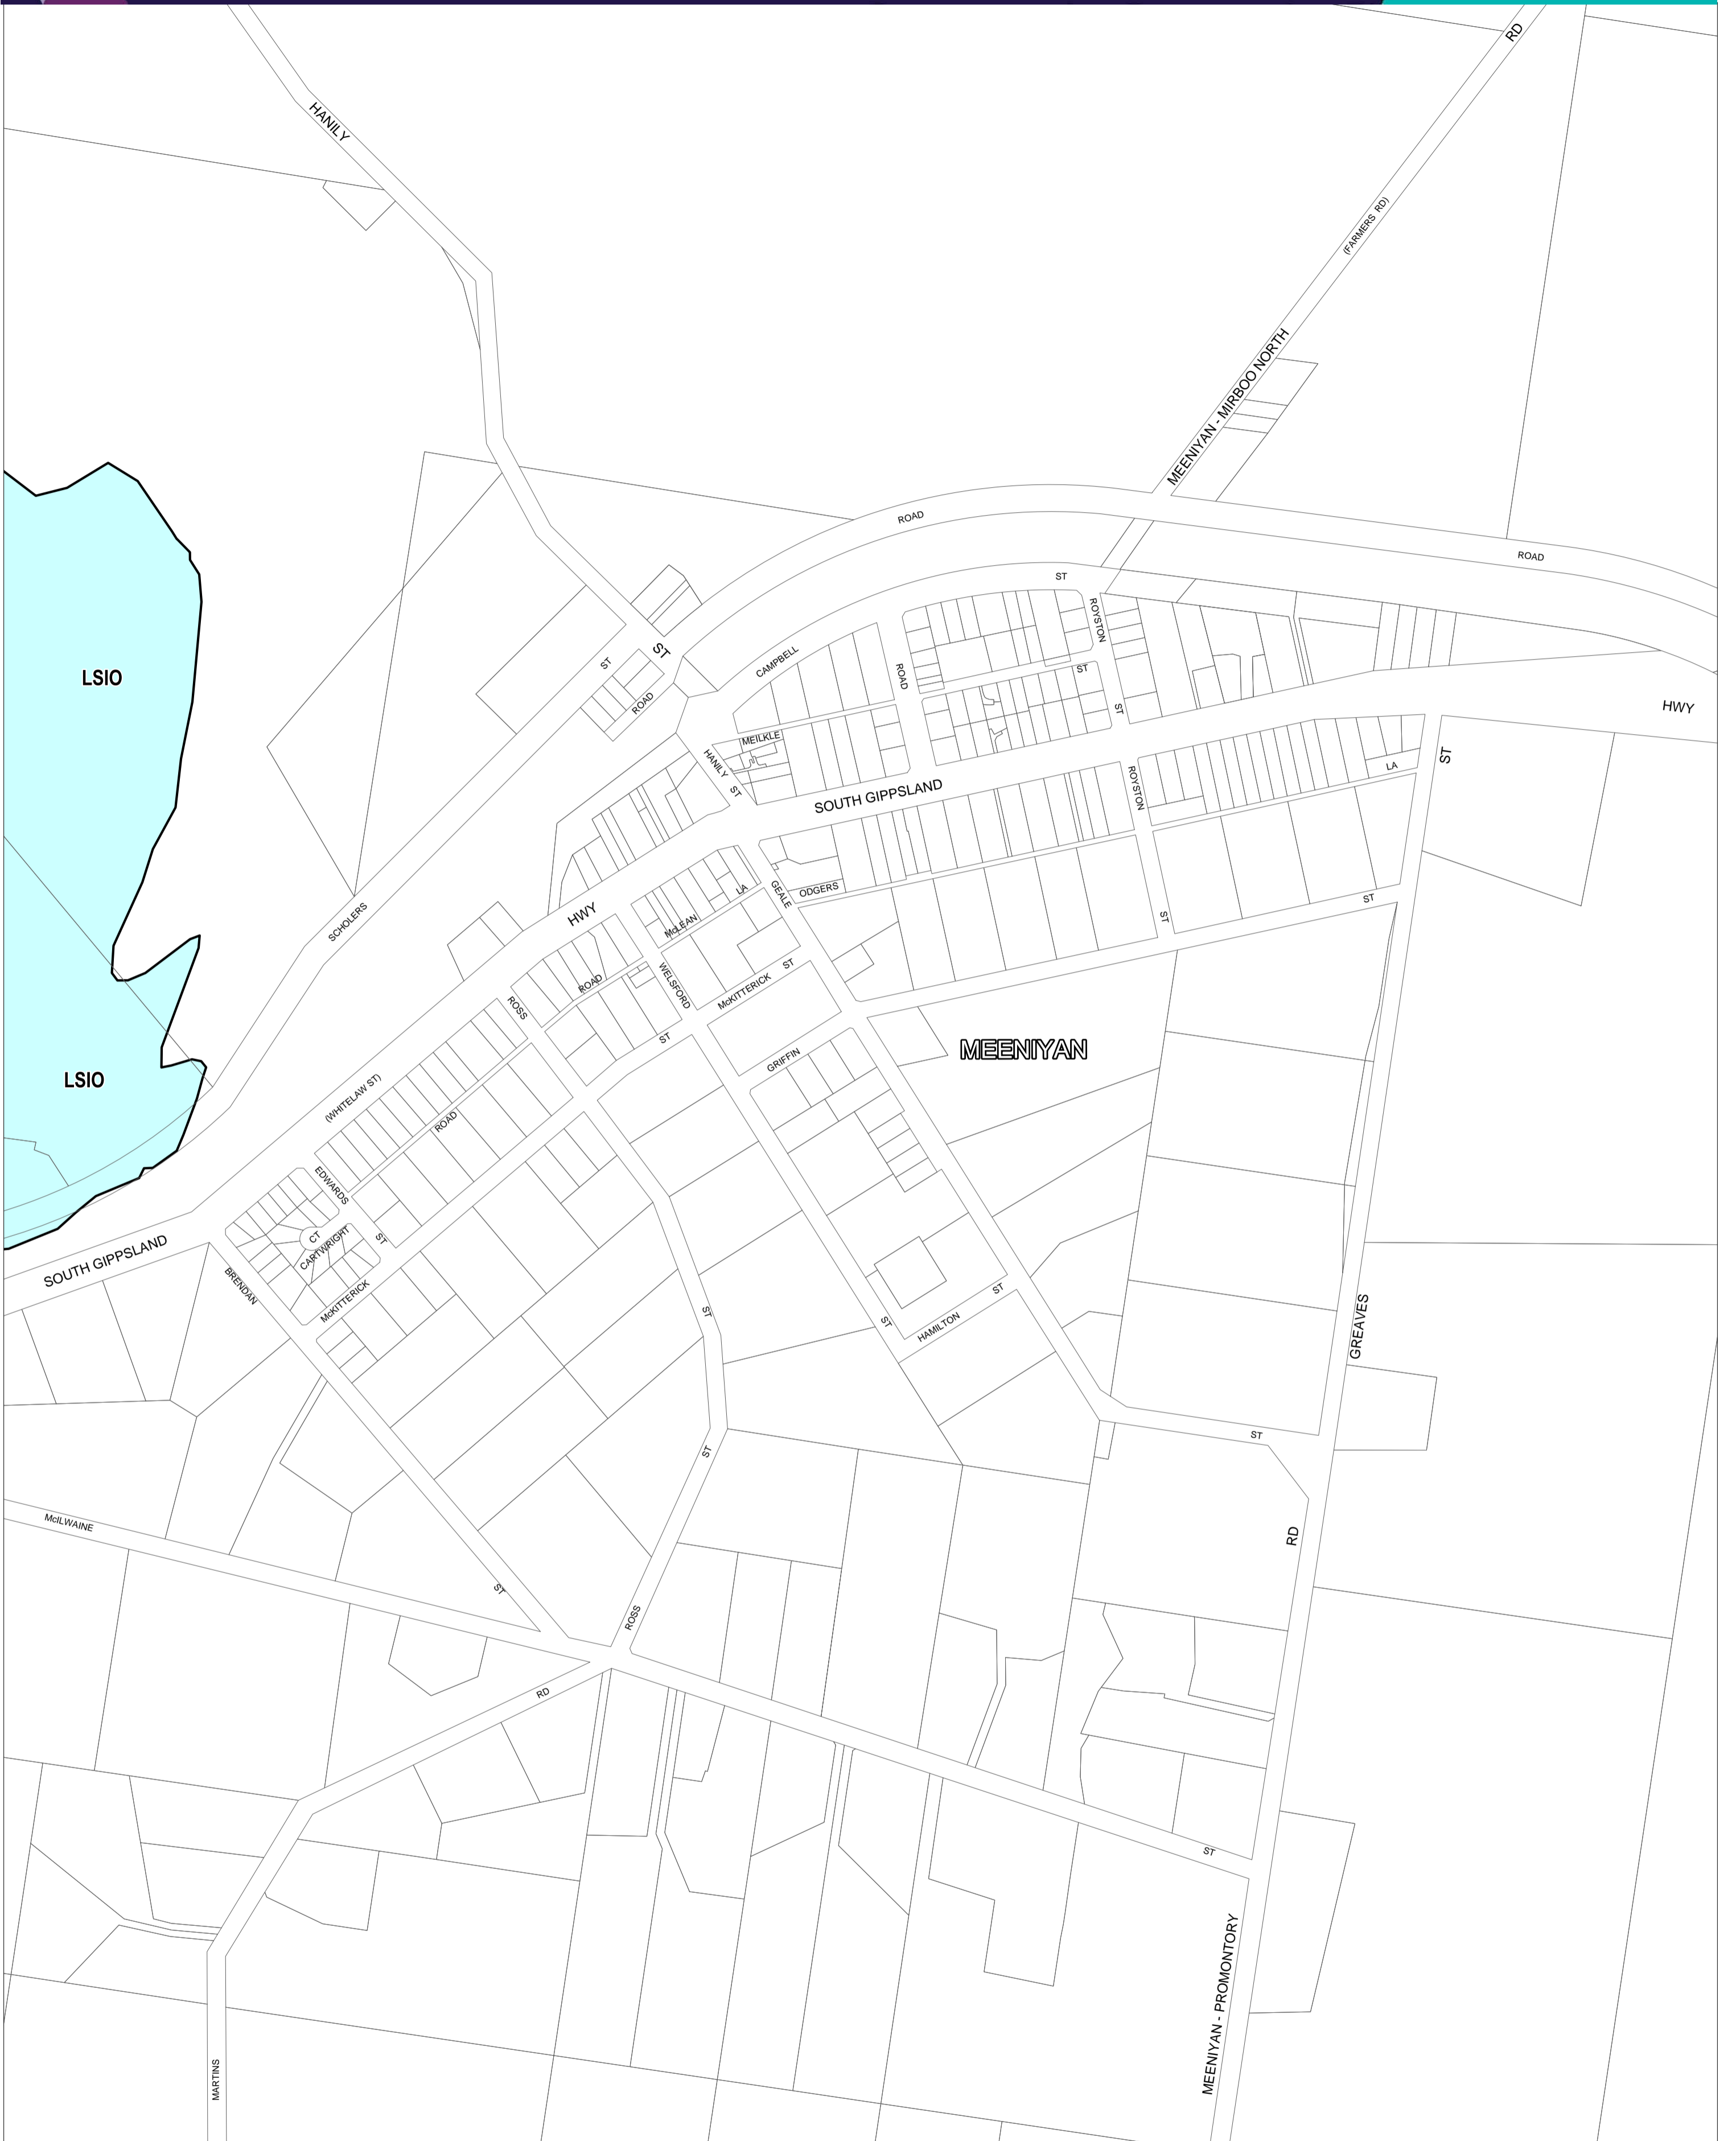 RD
HANILY
(FARMERS RD)
MEENIYAN - MIRBOO NORTH
ROAD
ROAD
ST
ROYSTON
ST
ST
CAMPBELL
ROAD
ST
LSIO
ROAD
ST
HWY
MEILKLE
HANILY
ST
ST
LA
ROYSTON
SOUTH GIPPSLAND
ODGERS
GEALE
LA
ST
HWY
McLEAN
SCHOLERS
ST
ST
WELSFORD
ROAD
McKITTERICK
ROSS
ST
MEENIYAN
GRIFFIN
LSIO
(WHITELAW ST)
ROAD
EDWARDS
CT
ST
CARTWRIGHT
SOUTH GIPPSLAND
BRENDAN
McKITTERICK
ST
ST
ST
HAMILTON
GREAVES
ST
ST
McILWAINE
RD
ST
ROSS
RD
ST
MEENIYAN - PROMONTORY
MARTINS